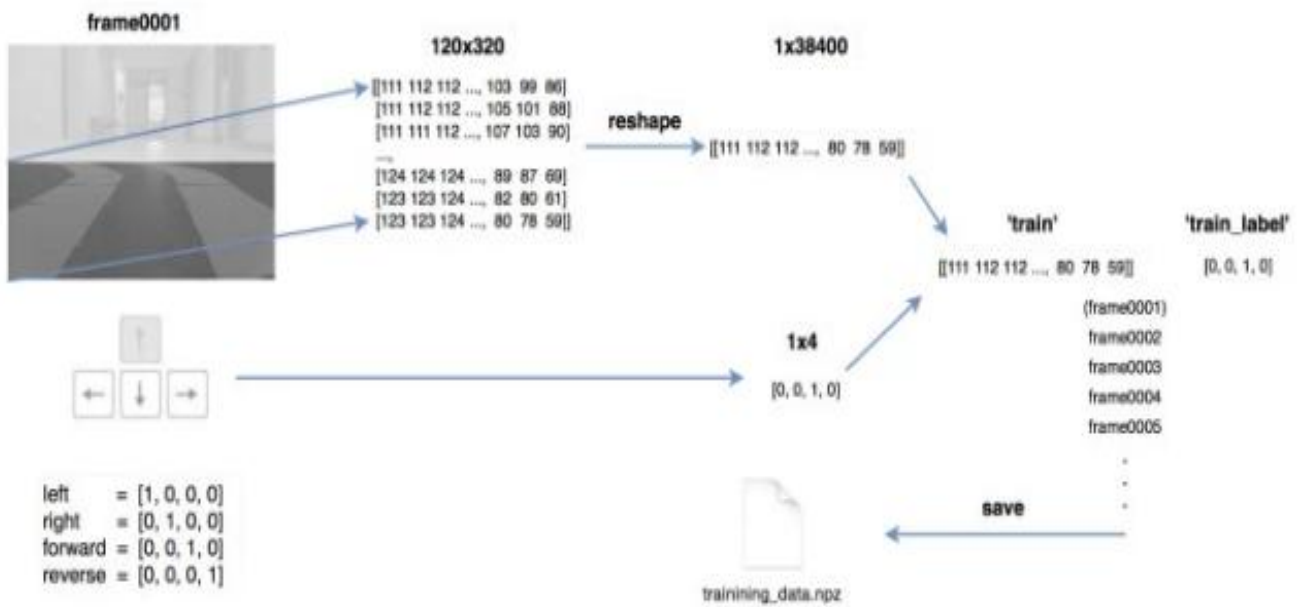 frame0001
120x320
1x38400
[[111 112 112 ..., 103 99 86]
[111 112 112 ..., 105 101 88]
[111 111 112 ..., 107 103 90]
...,
[124 124 124 ..., 89 87 69]
[123 123 124 ..., 82 80 61]
[123 123 124 ..., 80 78 59]]
reshape
[[111 112 112 ..., 80 78 59]]
'train'
'train_label'
[[111 112 112 ..., 80 78 59]]
[0, 0, 1, 0]
(frame0001)
frame0002
frame0003
frame0004
frame0005
.
.
.
↑
← ↓ →
1x4
[0, 0, 1, 0]
left = [1, 0, 0, 0]
right = [0, 1, 0, 0]
forward = [0, 0, 1, 0]
reverse = [0, 0, 0, 1]
save
trainining_data.npz